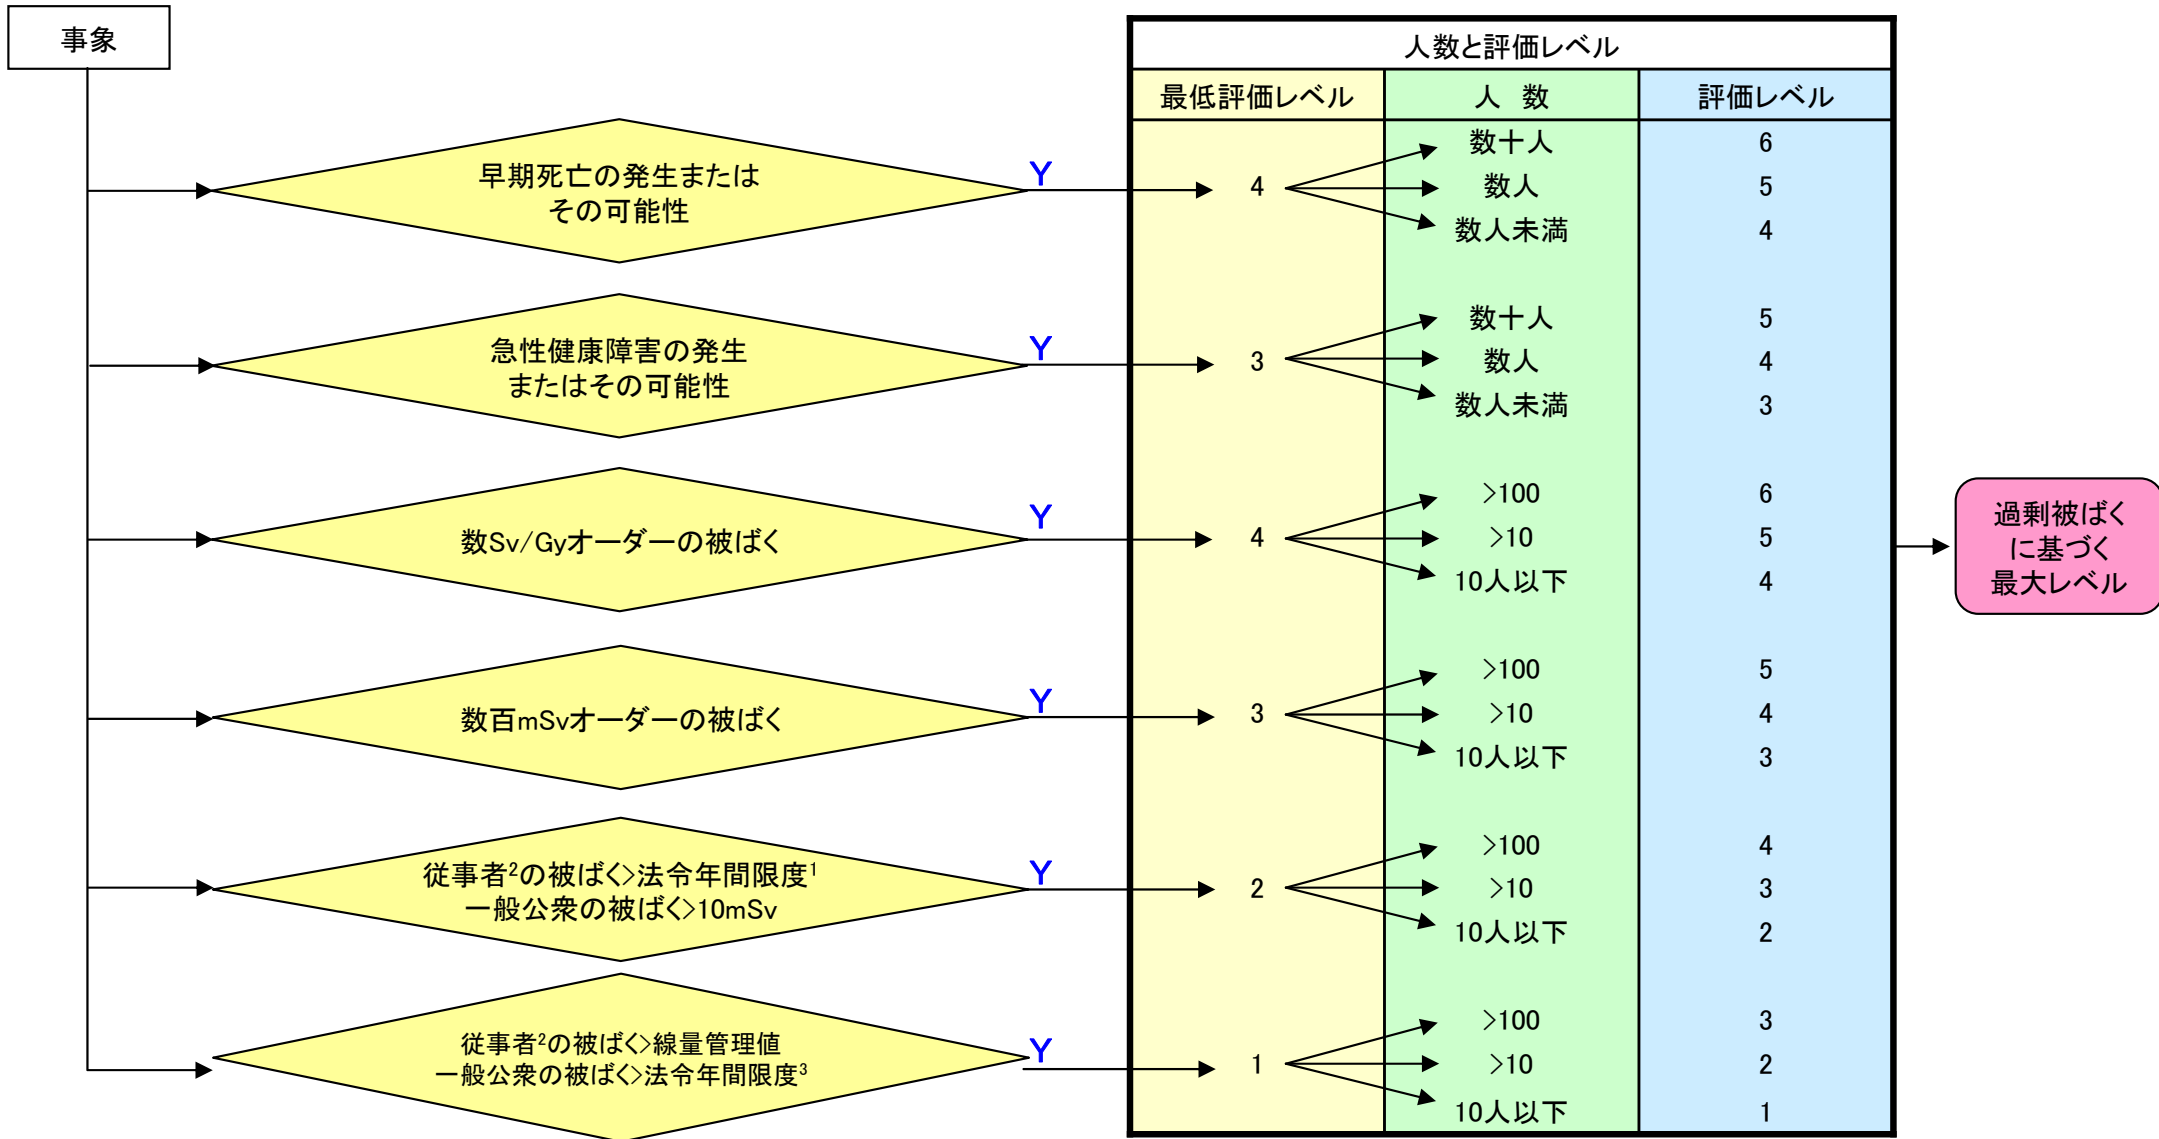 事象
人数と評価レベル
最低評価レベル
人 数
評価レベル
早期死亡の発生または
その可能性
Y
4
数十人
6
数人
5
数人未満
4
急性健康障害の発生
またはその可能性
Y
3
数十人
5
数人
4
数人未満
3
数Sv/Gyオーダーの被ばく
Y
4
>100
6
>10
5
10人以下
4
数百mSvオーダーの被ばく
Y
3
>100
5
>10
4
10人以下
3
従事者2の被ばく>法令年間限度1
一般公衆の被ばく>10mSv
Y
2
>100
4
>10
3
10人以下
2
従事者2の被ばく>線量管理値
一般公衆の被ばく>法令年間限度3
Y
1
>100
3
>10
2
10人以下
1
過剰被ばく
に基づく
最大レベル